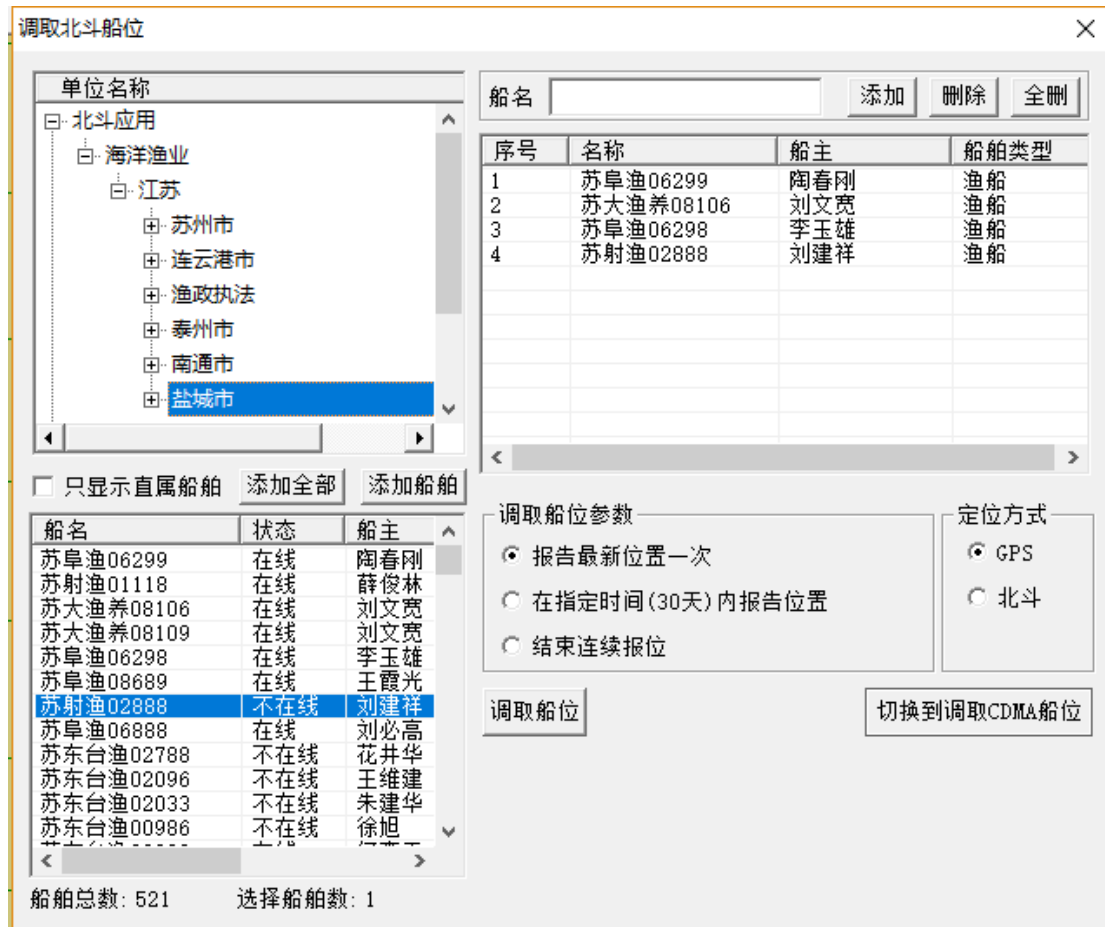 调取北斗船位
单位名称
北斗应用
海洋渔业
江苏
苏州市
连云港市
渔政执法
泰州市
南通市
盐城市
只显示直属船舶 添加全部 添加船舶
船名 状态 船主
苏阜渔06299 在线 陶春刚
苏射渔01118 在线 薛俊林
苏大渔养08106 在线 刘文宽
苏大渔养08109 在线 刘文宽
苏阜渔06298 在线 李玉雄
苏阜渔08689 在线 王霞光
苏射渔02888 不在线 刘建祥
苏阜渔06888 在线 刘必高
苏东台渔02788 不在线 花井华
苏东台渔02096 不在线 王维建
苏东台渔02033 不在线 朱建华
苏东台渔00986 不在线 徐旭
船舶总数: 521 选择船舶数: 1
船名 添加 删除 全删
序号 名称 船主 船舶类型
1 苏阜渔06299 陶春刚 渔船
2 苏大渔养08106 刘文宽 渔船
3 苏阜渔06298 李玉雄 渔船
4 苏射渔02888 刘建祥 渔船
调取船位参数
报告最新位置一次
在指定时间(30天)内报告位置
结束连续报位
定位方式
GPS
北斗
调取船位 切换到调取CDMA船位